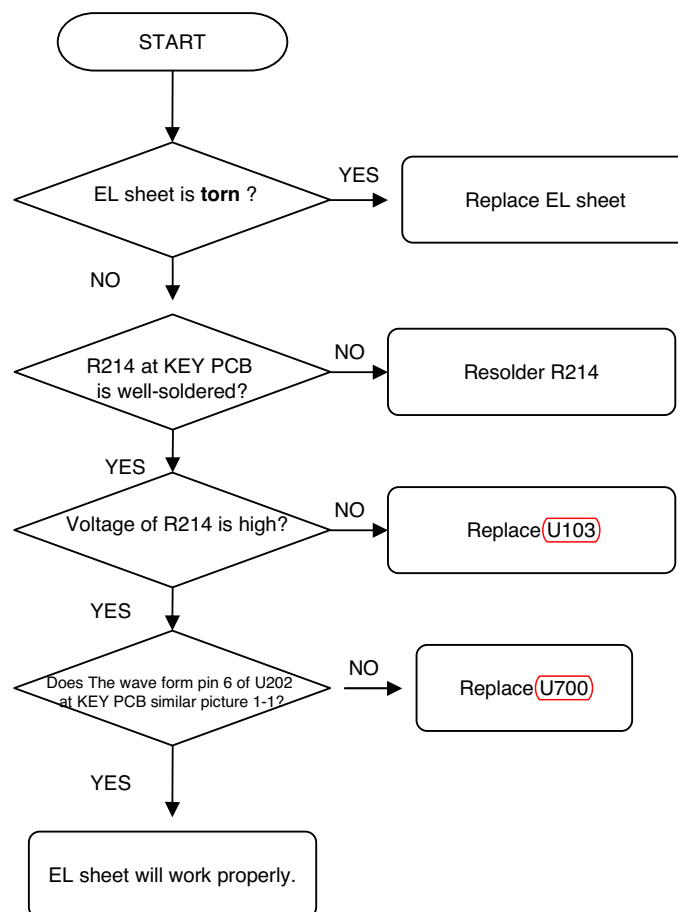 START
EL sheet is torn ?
YES
Replace EL sheet
NO
R214 at KEY PCB
is well-soldered?
NO
Resolder R214
YES
Voltage of R214 is high?
NO
Replace U103
YES
Does The wave form pin 6 of U202
at KEY PCB similar picture 1-1?
NO
Replace U700
YES
EL sheet will work properly.